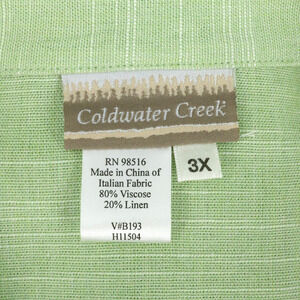 Coldwater Creek
RN 98516
Made in China of
Italian Fabric
80% Viscose
20% Linen
V#B193
H11504
3X